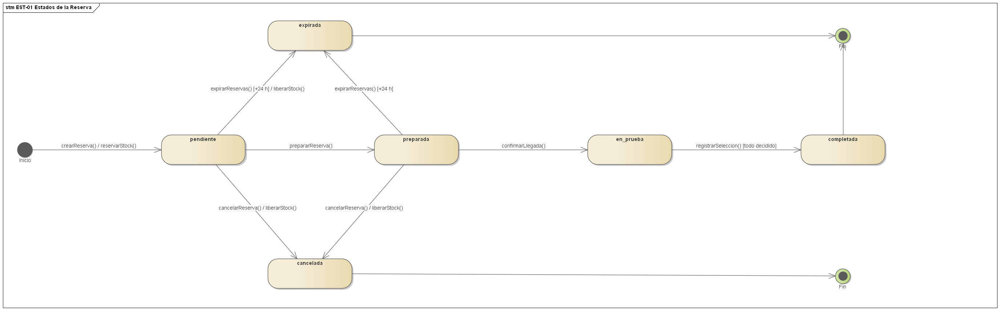 stm EST-01 Estados de la Reserva
expirada
Fin
expirarReservas() [+24 h] / liberarStock()
expirarReservas() [+24 h]
pendiente
preparada
en_prueba
completada
crearReserva() / reservarStock()
prepararReserva()
confirmarLlegada()
registrarSeleccion() [todo decidido]
Inicio
cancelarReserva() / liberarStock()
cancelarReserva() / liberarStock()
cancelada
Fin